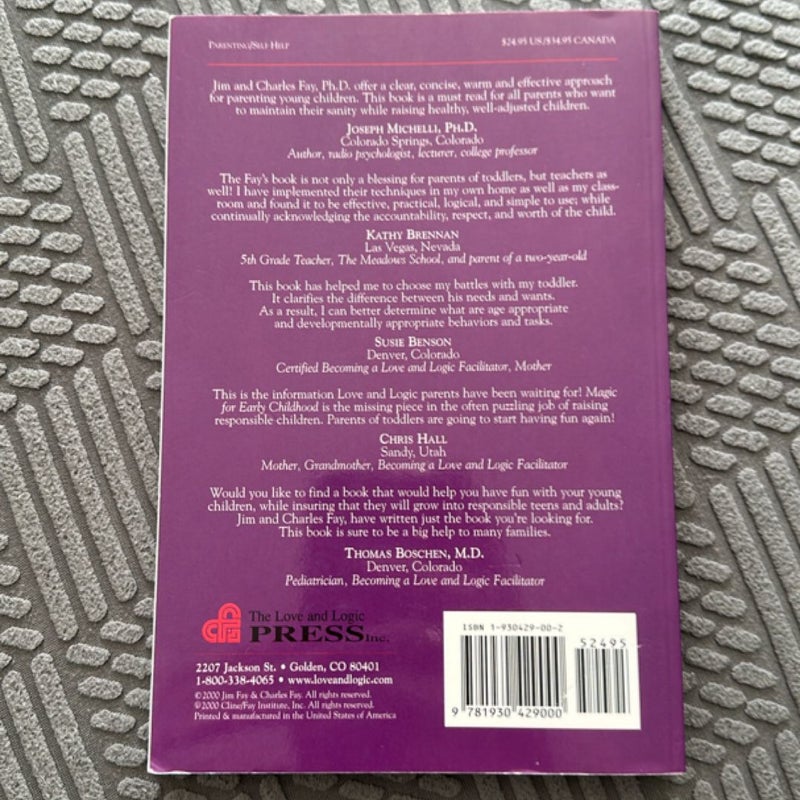 PARENTING/SELF HELP
$24.95 US/$34.95 CANADA
Jim and Charles Fay, Ph.D. offer a clear, concise, warm and effective approach
for parenting young children. This book is a must read for all parents who want
to maintain their sanity while raising healthy, well-adjusted children.
JOSEPH MICHELLI, PH.D.
Colorado Springs, Colorado
Author, radio psychologist, lecturer, college professor
The Fay's book is not only a blessing for parents of toddlers, but teachers as
well! I have implemented their techniques in my own home as well as my class-
room and found it to be effective, practical, logical, and simple to use; while
continually acknowledging the accountability, respect, and worth of the child.
KATHY BRENNAN
Las Vegas, Nevada
5th Grade Teacher, The Meadows School, and parent of a two-year-old
This book has helped me to choose my battles with my toddler.
It clarifies the difference between his needs and wants.
As a result, I can better determine what are age appropriate
and developmentally appropriate behaviors and tasks.
SUSIE BENSON
Denver, Colorado
Certified Becoming a Love and Logic Facilitator, Mother
This is the information Love and Logic parents have been waiting for! Magic
for Early Childhood is the missing piece in the often puzzling job of raising
responsible children. Parents of toddlers are going to start having fun again!
CHRIS HALL
Sandy, Utah
Mother, Grandmother, Becoming a Love and Logic Facilitator
Would you like to find a book that would help you have fun with your young
children, while insuring that they will grow into responsible teens and adults?
Jim and Charles Fay, have written just the book you're looking for.
This book is sure to be a big help to many families.
THOMAS BOSCHEN, M.D.
Denver, Colorado
Pediatrician, Becoming a Love and Logic Facilitator
The Love and Logic
PRESS Inc.
2207 Jackson St. • Golden, CO 80401
1-800-338-4065 • www.loveandlogic.com
©2000 Jim Fay & Charles Fay. All rights reserved.
©2000 Cline/Fay Institute, Inc. All rights reserved.
Printed & manufactured in the United States of America
ISBN 1-930429-00-2
52495
9 781930 429000